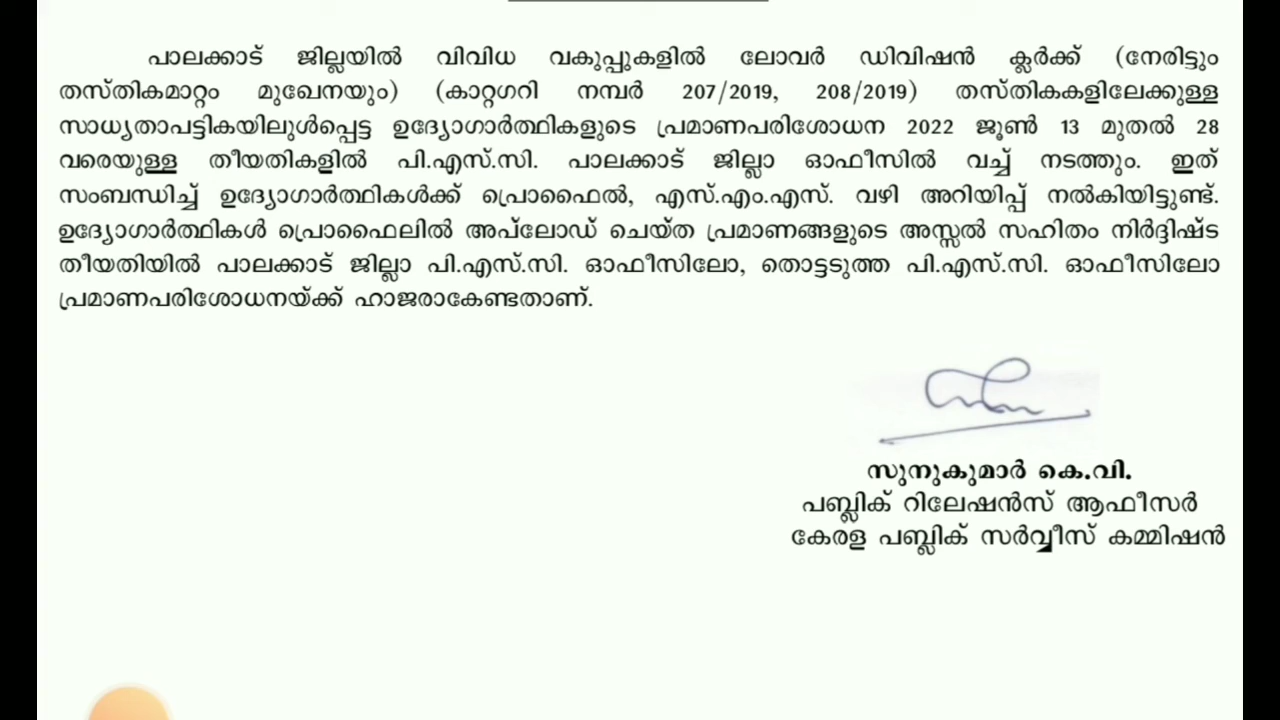 പാലക്കാട് ജില്ലയിൽ വിവിധ വകുപ്പുകളിൽ ലോവർ ഡിവിഷൻ ക്ലർക്ക് (നേരിട്ടും
തസ്തികമാറ്റം മുഖേനയും) (കാറ്റഗറി നമ്പർ 207/2019, 208/2019) തസ്തികകളിലേക്കുള്ള
സാധ്യതാപട്ടികയിലുൾപ്പെട്ട ഉദ്യോഗാർത്ഥികളുടെ പ്രമാണപരിശോധന 2022 ജൂൺ 13 മുതൽ 28
വരെയുള്ള തീയതികളിൽ പി.എസ്.സി. പാലക്കാട് ജില്ലാ ഓഫീസിൽ വച്ച് നടത്തും. ഇത്
സംബന്ധിച്ച് ഉദ്യോഗാർത്ഥികൾക്ക് പ്രൊഫൈൽ, എസ്.എം.എസ്. വഴി അറിയിപ്പ് നൽകിയിട്ടുണ്ട്.
ഉദ്യോഗാർത്ഥികൾ പ്രൊഫൈലിൽ അപ്‌ലോഡ് ചെയ്ത പ്രമാണങ്ങളുടെ അസ്സൽ സഹിതം നിർദ്ദിഷ്ട
തീയതിയിൽ പാലക്കാട് ജില്ലാ പി.എസ്.സി. ഓഫീസിലോ, തൊട്ടടുത്ത പി.എസ്.സി. ഓഫീസിലോ
പ്രമാണപരിശോധനയ്ക്ക് ഹാജരാകേണ്ടതാണ്.
സുനുകുമാർ കെ.വി.
പബ്ലിക് റിലേഷൻസ് ആഫീസർ
കേരള പബ്ലിക് സർവ്വീസ് കമ്മിഷൻ